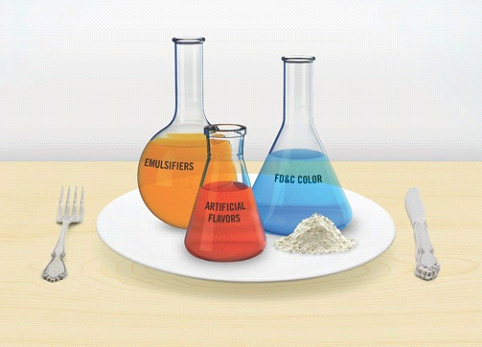 EMULSIFIERS
ARTIFICIAL
FLAVORS
FD&C COLOR